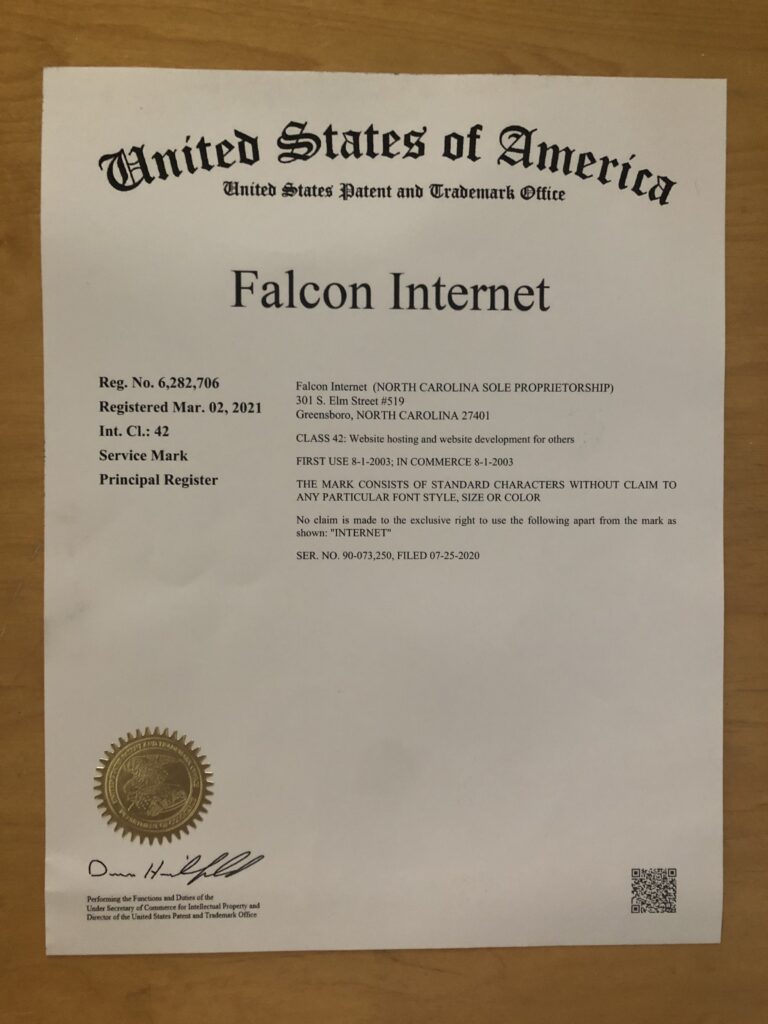 United States of America
United States Patent and Trademark Office
Falcon Internet
Reg. No. 6,282,706
Registered Mar. 02, 2021
Int. Cl.: 42
Service Mark
Principal Register
Falcon Internet (NORTH CAROLINA SOLE PROPRIETORSHIP)
301 S. Elm Street #519
Greensboro, NORTH CAROLINA 27401
CLASS 42: Website hosting and website development for others
FIRST USE 8-1-2003; IN COMMERCE 8-1-2003
THE MARK CONSISTS OF STANDARD CHARACTERS WITHOUT CLAIM TO
ANY PARTICULAR FONT STYLE, SIZE OR COLOR
No claim is made to the exclusive right to use the following apart from the mark as
shown: "INTERNET"
SER. NO. 90-073,250, FILED 07-25-2020
Performing the Functions and Duties of the
Under Secretary of Commerce for Intellectual Property and
Director of the United States Patent and Trademark Office